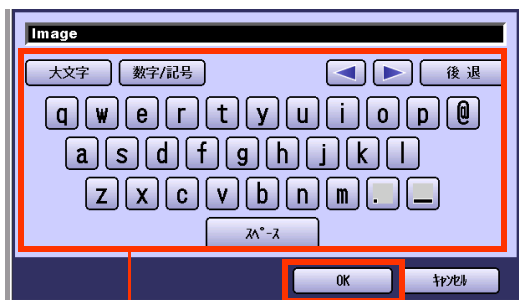 Image
大文字 数字/記号 後退
q w e r t y u i o p @
a s d f g h j k l
z x c v b n m . _
スペース
OK キャンセル